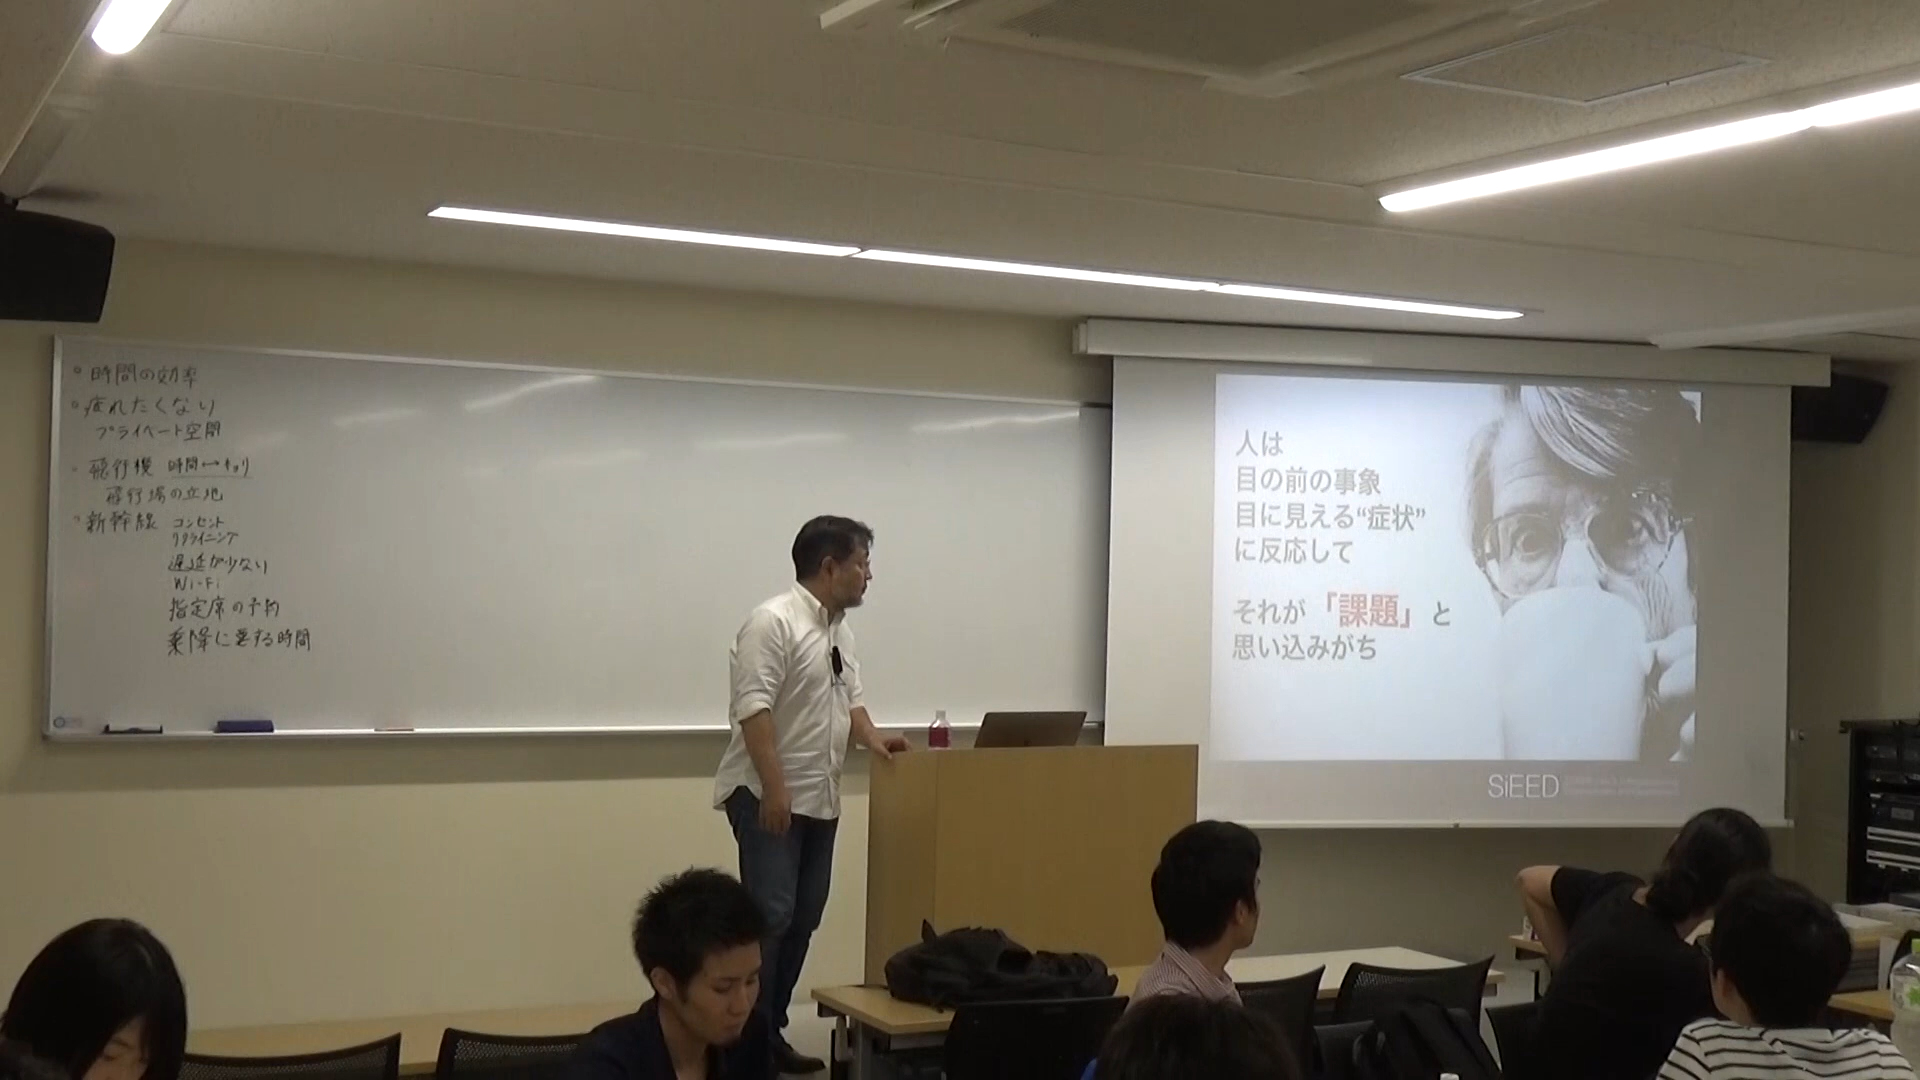 時間の効率
疲れたくない
プライベート空間
飛行機 時間↔キョリ
飛行場の立地
新幹線 コンセント
リクライニング
遅延が少ない
Wi-Fi
指定席の予約
乗降に要する時間
人は
目の前の事象
目に見える“症状”
に反応して
それが「課題」と
思い込みがち
SiEED